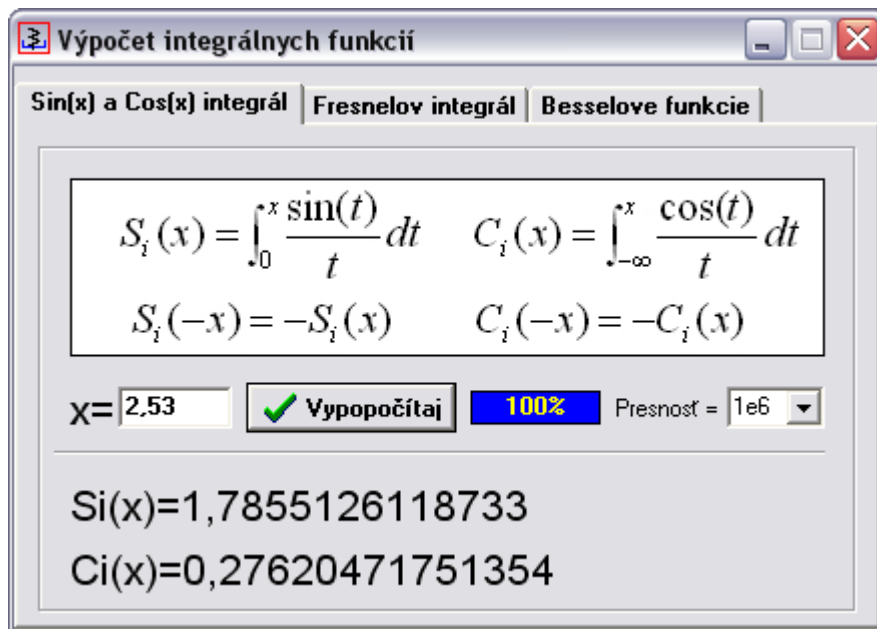 Výpočet integrálnych funkcií
Sin(x) a Cos(x) integrál Fresnelov integrál Besselove funkcie
S_i(x) = ∫_0^x sin(t)/t dt C_i(x) = ∫_{-∞}^x cos(t)/t dt
S_i(-x) = -S_i(x) C_i(-x) = -C_i(x)
x= 2,53 Vypopočítaj 100% Presnosť = 1e6
Si(x)=1,7855126118733
Ci(x)=0,27620471751354